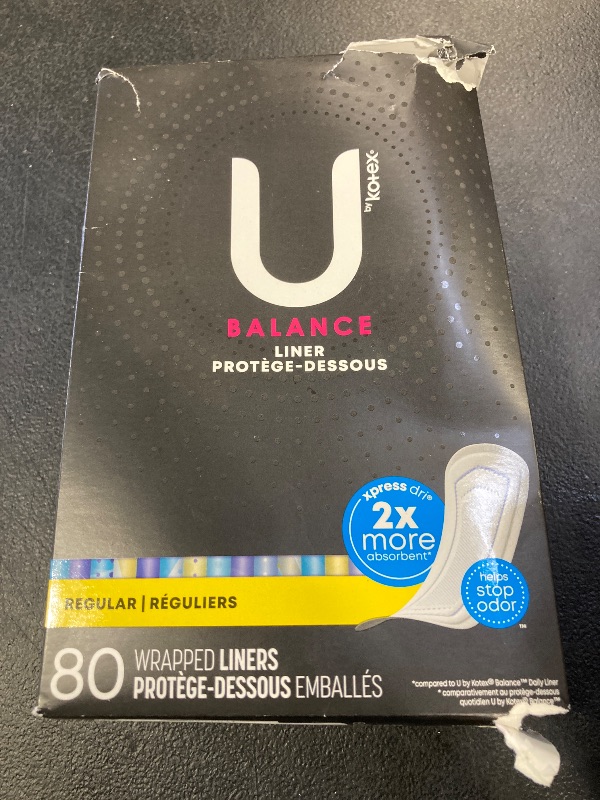 U
by kotex®
BALANCE
LINER
PROTÈGE-DESSOUS
xpress dri®
2x
more
absorbent*
helps
stop
odor
™
REGULAR | RÉGULIERS
80 WRAPPED LINERS
PROTÈGE-DESSOUS EMBALLÉS
*compared to U by Kotex® Balance™ Daily Liner
* comparativement au protège-dessous
quotidien U by Kotex® Balance™